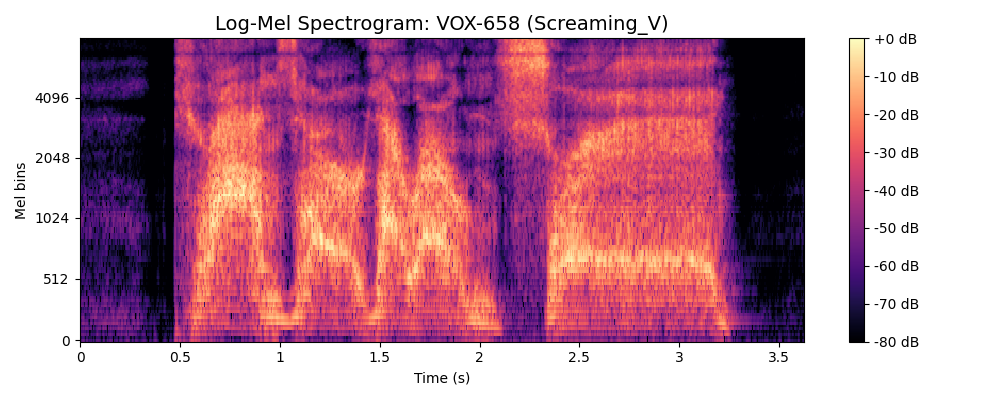 Log-Mel Spectrogram: VOX-658 (Screaming_V)
Mel bins
4096
2048
1024
512
0
0
0.5
1
1.5
2
2.5
3
3.5
Time (s)
+0 dB
-10 dB
-20 dB
-30 dB
-40 dB
-50 dB
-60 dB
-70 dB
-80 dB